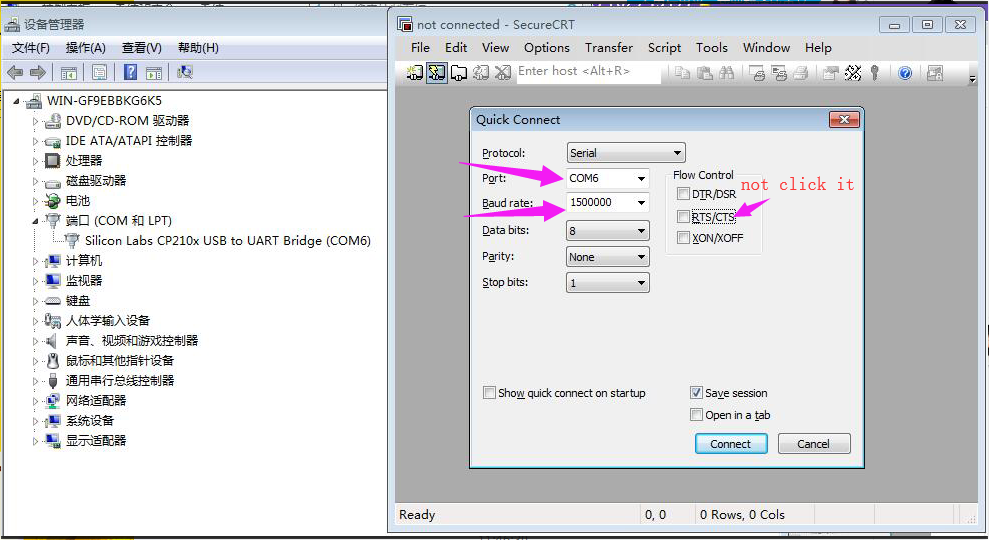 设备管理器
文件(F) 操作(A) 查看(V) 帮助(H)
WIN-GF9EBBKG6K5
DVD/CD-ROM 驱动器
IDE ATA/ATAPI 控制器
处理器
磁盘驱动器
电池
端口 (COM 和 LPT)
Silicon Labs CP210x USB to UART Bridge (COM6)
计算机
监视器
键盘
人体学输入设备
声音、视频和游戏控制器
鼠标和其他指针设备
通用串行总线控制器
网络适配器
系统设备
显示适配器
not connected - SecureCRT
File Edit View Options Transfer Script Tools Window Help
Enter host <Alt+R>
Quick Connect
Protocol: Serial
Port: COM6
Baud rate: 1500000
Data bits: 8
Parity: None
Stop bits: 1
Flow Control
DTR/DSR
RTS/CTS
XON/XOFF
not click it
Show quick connect on startup
Save session
Open in a tab
Connect Cancel
Ready 0, 0 0 Rows, 0 Cols